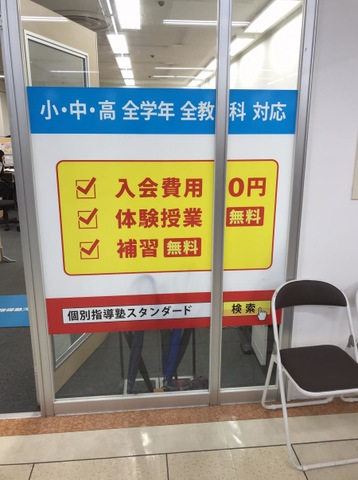 小・中・高 全学年 全教科 対応
入会費用 0円
体験授業 無料
補習 無料
個別指導塾スタンダード 検索